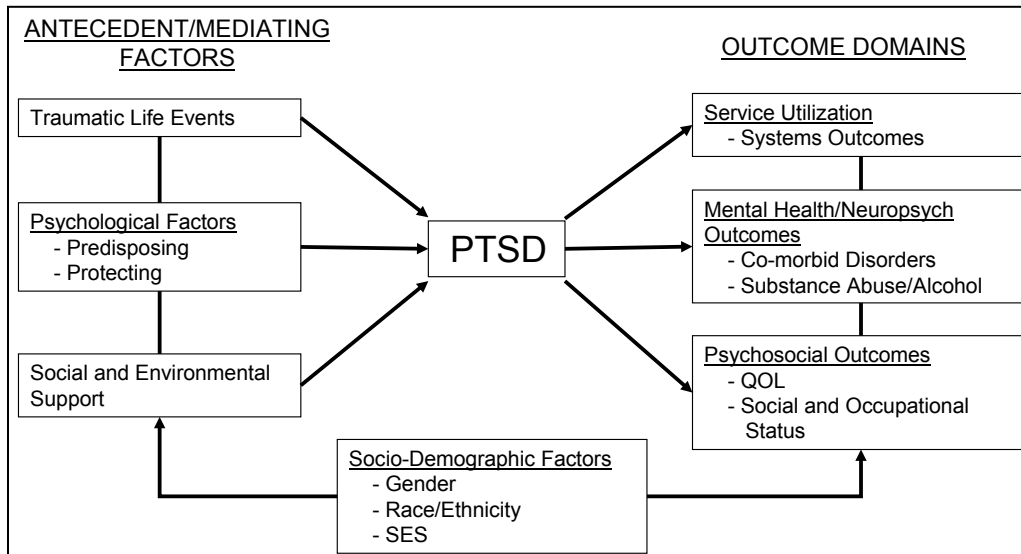 ANTECEDENT/MEDIATING
FACTORS
Traumatic Life Events
Psychological Factors
- Predisposing
- Protecting
Social and Environmental
Support
PTSD
OUTCOME DOMAINS
Service Utilization
- Systems Outcomes
Mental Health/Neuropsych
Outcomes
- Co-morbid Disorders
- Substance Abuse/Alcohol
Psychosocial Outcomes
- QOL
- Social and Occupational
Status
Socio-Demographic Factors
- Gender
- Race/Ethnicity
- SES